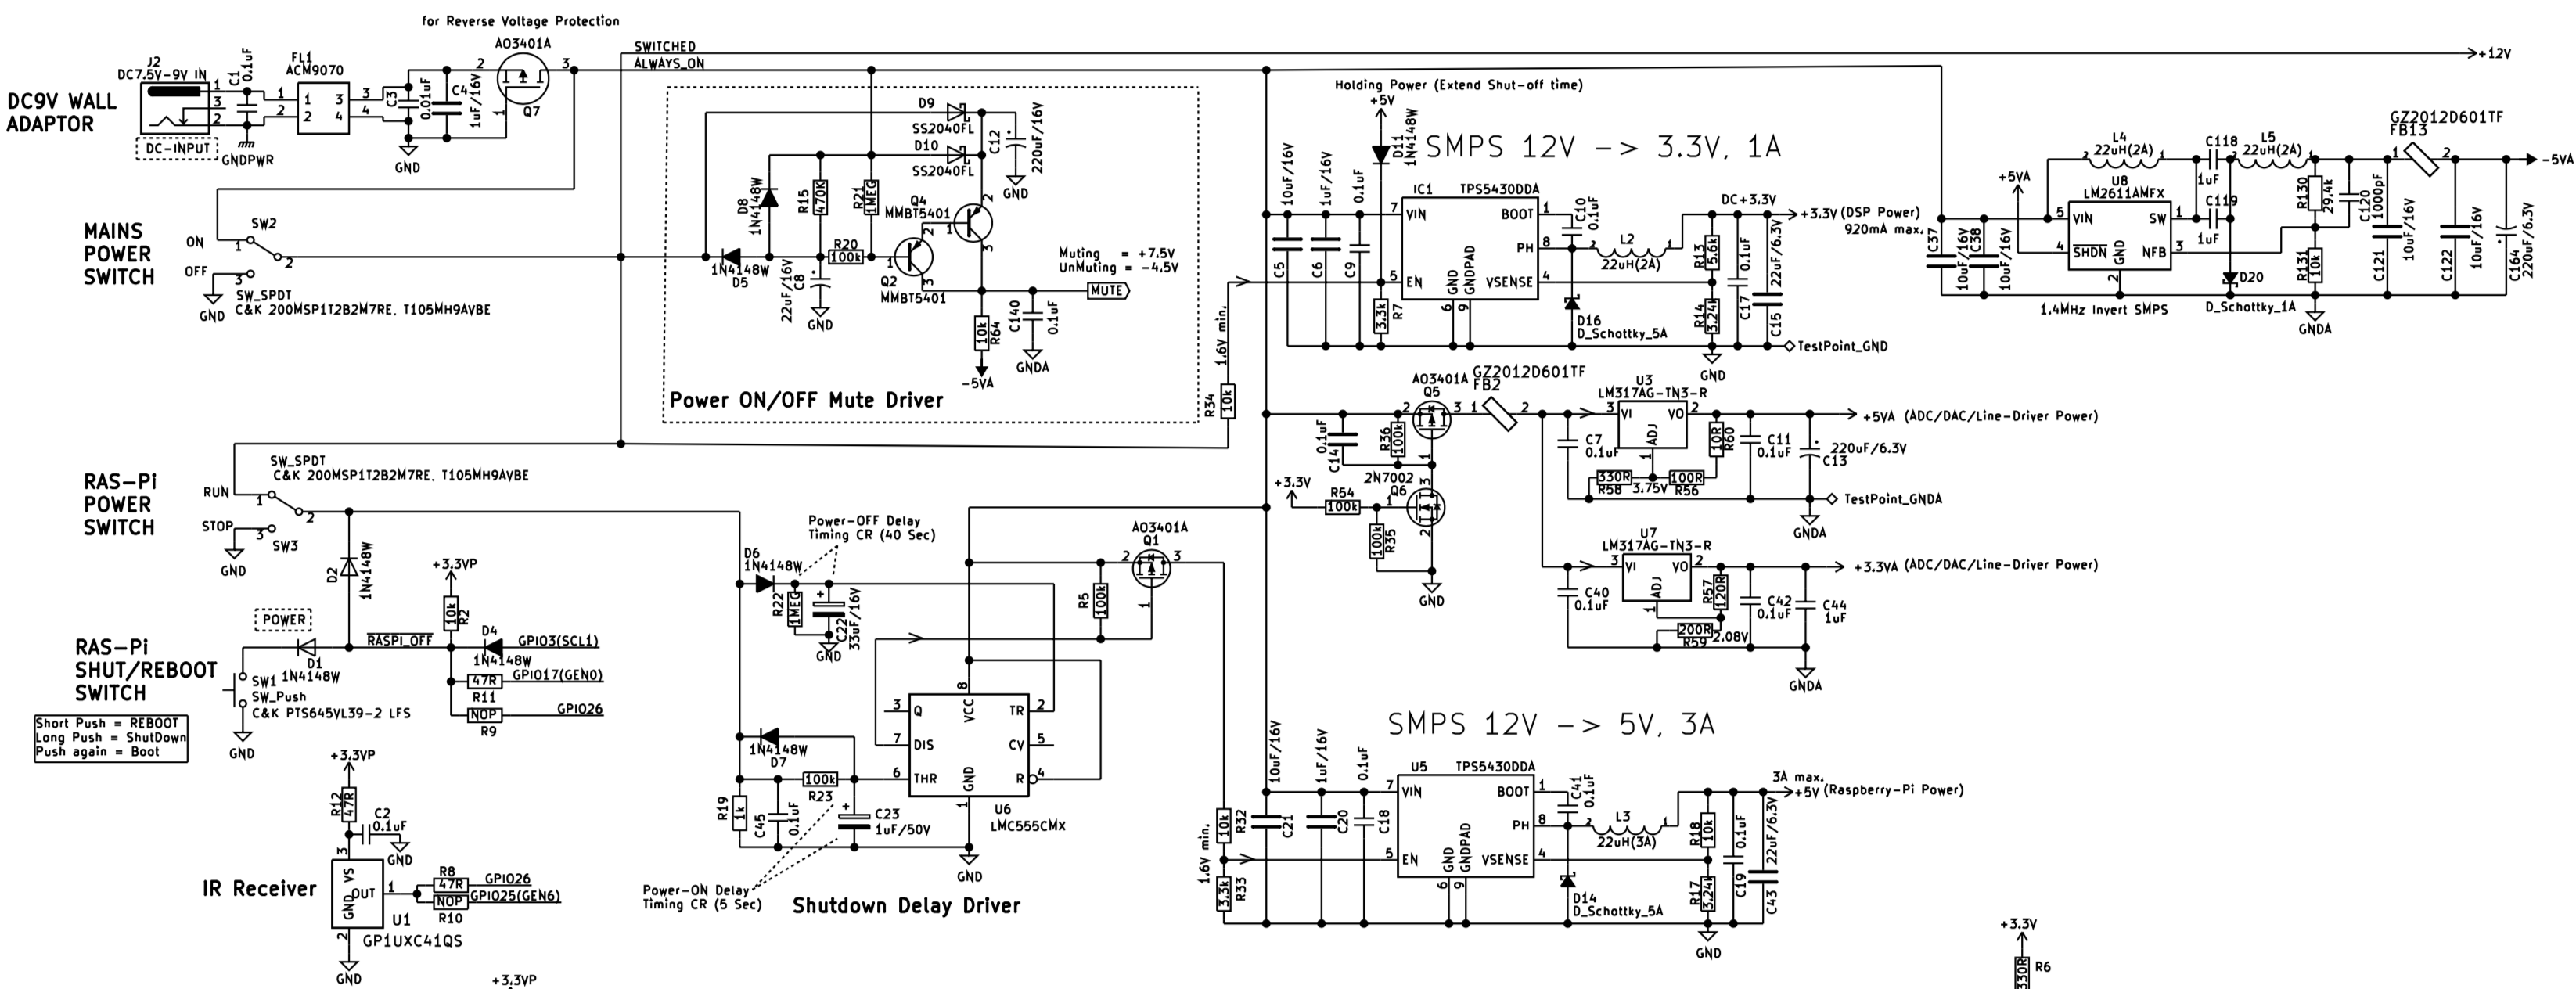 for Reverse Voltage Protection
AO3401A
Q7
SWITCHED
ALWAYS_ON
+12V
DC9V WALL
ADAPTOR
J2
DC7.5V-9V IN
DC-INPUT
C1
0.1uF
GNDPWR
FL1
ACM9070
C3
0.01uF
C4
1uF/16V
GND
MAINS
POWER
SWITCH
SW2
ON
OFF
SW_SPDT
C&K 200MSP1T2B2M7RE, T105MH9AVBE
GND
D9
SS2040FL
D10
SS2040FL
C12
220uF/16V
GND
D8
1N4148W
R15
470K
R21
1MEG
Q4
MMBT5401
R20
100k
Q2
MMBT5401
1N4148W
D5
22uF/16V
C8
GND
Muting = +7.5V
UnMuting = -4.5V
MUTE
10k
R64
C140
0.1uF
GNDA
-5VA
Power ON/OFF Mute Driver
Holding Power (Extend Shut-off time)
+5V
D11
1N4148W
SMPS 12V -> 3.3V, 1A
10uF/16V
C5
1uF/16V
C6
0.1uF
C9
IC1
TPS5430DDA
VIN
BOOT
PH
EN
GND
GNDPAD
VSENSE
3.3k
R7
1.6V min.
R34
10k
C10
0.1uF
L2
22uH(2A)
D16
D_Schottky_5A
DC+3.3V
+3.3V (DSP Power)
920mA max.
R13
5.6k
R14
3.24k
0.1uF
C17
22uF/6.3V
C15
TestPoint_GND
GND
+5VA
L4
22uH(2A)
C118
1uF
C119
1uF
L5
22uH(2A)
U8
LM2611AMFX
VIN
SW
SHDN
GND
NFB
C37
10uF/16V
C38
10uF/16V
1.4MHz Invert SMPS
D20
D_Schottky_1A
R130
29.4k
R131
10k
C120
1000pF
C121
10uF/16V
GZ2012D601TF
FB13
C122
10uF/16V
C164
220uF/6.3V
-5VA
GNDA
AO3401A
Q5
GZ2012D601TF
FB2
0.1uF
C14
R36
100k
2N7002
Q6
+3.3V
R54
100k
100k
R35
GND
U3
LM317AG-TN3-R
VI
VO
ADJ
C7
0.1uF
330R
R58
3.75V
100R
R56
10R
R60
C11
0.1uF
220uF/6.3V
C13
+5VA (ADC/DAC/Line-Driver Power)
TestPoint_GNDA
GNDA
U7
LM317AG-TN3-R
VI
VO
ADJ
C40
0.1uF
R57
120R
200R
R59
2.08V
C42
0.1uF
C44
1uF
+3.3VA (ADC/DAC/Line-Driver Power)
GNDA
RAS-Pi
POWER
SWITCH
SW_SPDT
C&K 200MSP1T2B2M7RE, T105MH9AVBE
RUN
STOP
SW3
GND
D2
1N4148W
+3.3VP
10k
R2
POWER
RASPI_OFF
D4
1N4148W
GPIO3(SCL1)
D1
1N4148W
47R
R11
GPIO17(GEN0)
NOP
R9
GPIO26
RAS-Pi
SHUT/REBOOT
SWITCH
SW1
SW_Push
C&K PTS645VL39-2 LFS
GND
Short Push = REBOOT
Long Push = ShutDown
Push again = Boot
Power-OFF Delay
Timing CR (40 Sec)
D6
1N4148W
R22
1MEG
C22
33uF/16V
GND
R5
100k
AO3401A
Q1
1N4148W
D7
R19
1k
C45
0.1uF
100k
R23
C23
1uF/50V
Q
DIS
THR
VCC
GND
TR
CV
R
U6
LMC555CMX
GND
Power-ON Delay
Timing CR (5 Sec)
Shutdown Delay Driver
+3.3VP
R12
47R
C2
0.1uF
GND
IR Receiver
VS
GND
OUT
U1
GP1UXC41QS
R8
47R
GPIO26
NOP
R10
GPIO25(GEN6)
GND
+3.3VP
SMPS 12V -> 5V, 3A
10k
R32
1.6V min.
3.3k
R33
10uF/16V
C21
1uF/16V
C20
0.1uF
C18
U5
TPS5430DDA
VIN
BOOT
PH
EN
GND
GNDPAD
VSENSE
C41
0.1uF
L3
22uH(3A)
D14
D_Schottky_5A
3A max.
+5V (Raspberry-Pi Power)
R18
10k
R17
3.24k
0.1uF
C19
22uF/6.3V
C43
GND
+3.3V
330R
R6